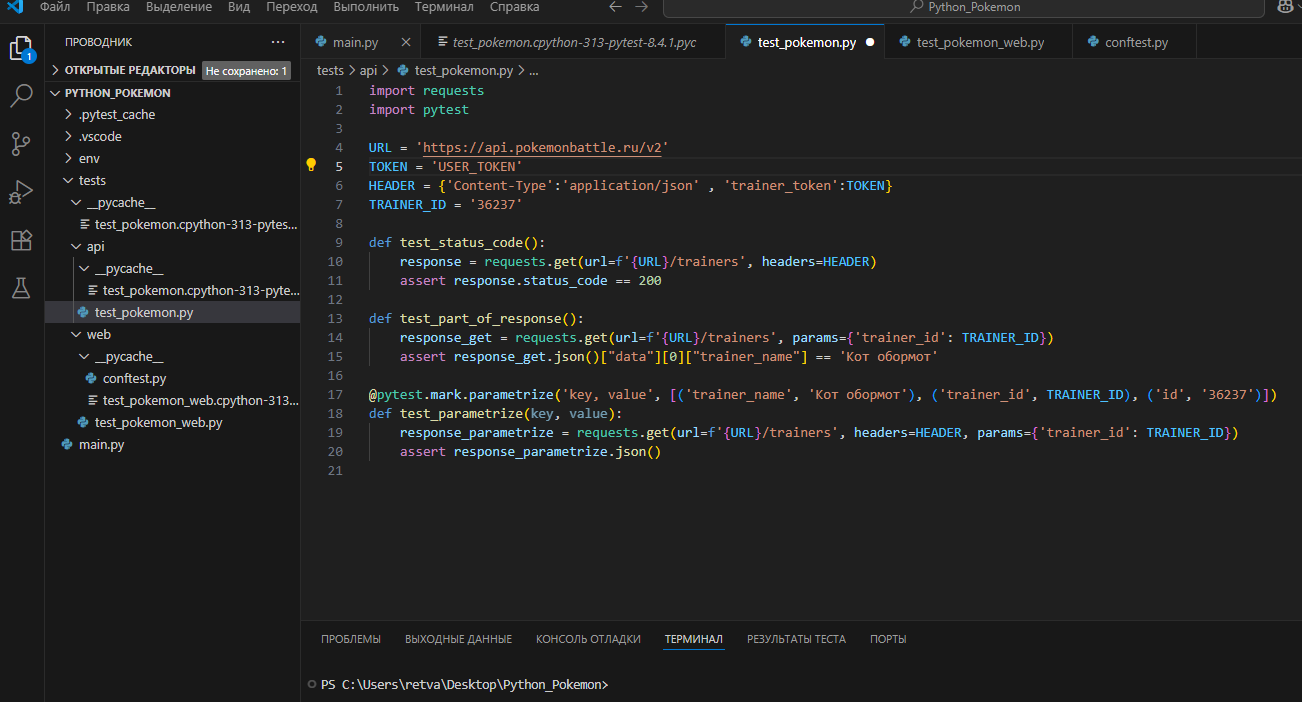 Файл Правка Выделение Вид Переход Выполнить Терминал Справка Python_Pokemon
ПРОВОДНИК ...
ОТКРЫТЫЕ РЕДАКТОРЫ Не сохранено: 1
PYTHON_POKEMON
.pytest_cache
.vscode
env
tests
__pycache__
test_pokemon.cpython-313-pytes...
api
__pycache__
test_pokemon.cpython-313-pyte...
test_pokemon.py
web
__pycache__
conftest.py
test_pokemon_web.cpython-313...
test_pokemon_web.py
main.py
1
main.py test_pokemon.cpython-313-pytest-8.4.1.pyc test_pokemon.py test_pokemon_web.py conftest.py
tests > api > test_pokemon.py > ...
1 import requests
2 import pytest
3
4 URL = 'https://api.pokemonbattle.ru/v2'
5 TOKEN = 'USER_TOKEN'
6 HEADER = {'Content-Type':'application/json' , 'trainer_token':TOKEN}
7 TRAINER_ID = '36237'
8
9 def test_status_code():
10 response = requests.get(url=f'{URL}/trainers', headers=HEADER)
11 assert response.status_code == 200
12
13 def test_part_of_response():
14 response_get = requests.get(url=f'{URL}/trainers', params={'trainer_id': TRAINER_ID})
15 assert response_get.json()["data"][0]["trainer_name"] == 'Кот обормот'
16
17 @pytest.mark.parametrize('key, value', [('trainer_name', 'Кот обормот'), ('trainer_id', TRAINER_ID), ('id', '36237')])
18 def test_parametrize(key, value):
19 response_parametrize = requests.get(url=f'{URL}/trainers', headers=HEADER, params={'trainer_id': TRAINER_ID})
20 assert response_parametrize.json()
21
ПРОБЛЕМЫ ВЫХОДНЫЕ ДАННЫЕ КОНСОЛЬ ОТЛАДКИ ТЕРМИНАЛ РЕЗУЛЬТАТЫ ТЕСТА ПОРТЫ
PS C:\Users\retva\Desktop\Python_Pokemon>